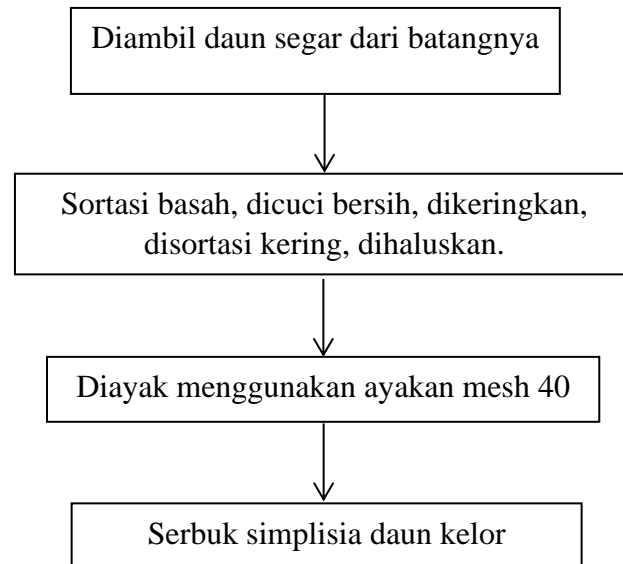 Diambil daun segar dari batangnya
Sortasi basah, dicuci bersih, dikeringkan,
disortasi kering, dihaluskan.
Diayak menggunakan ayakan mesh 40
Serbuk simplisia daun kelor